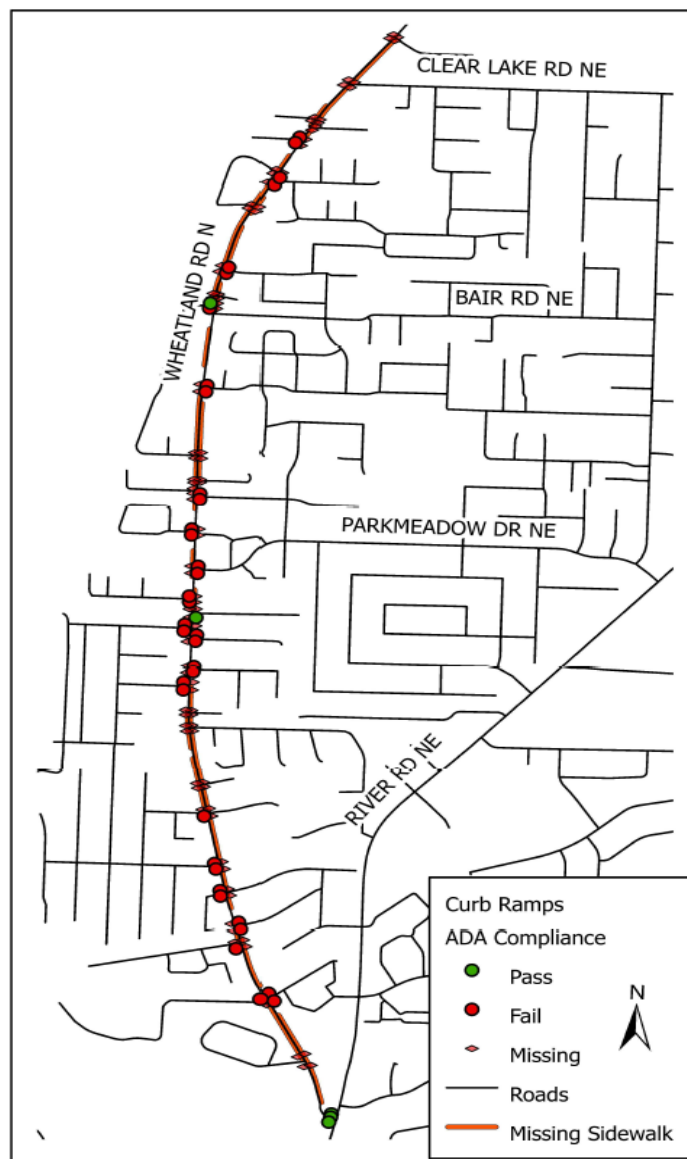 CLEAR LAKE RD NE
WHEATLAND RD N
BAIR RD NE
PARKMEADOW DR NE
RIVER RD NE
Curb Ramps
ADA Compliance
Pass
Fail
Missing
Roads
Missing Sidewalk
N